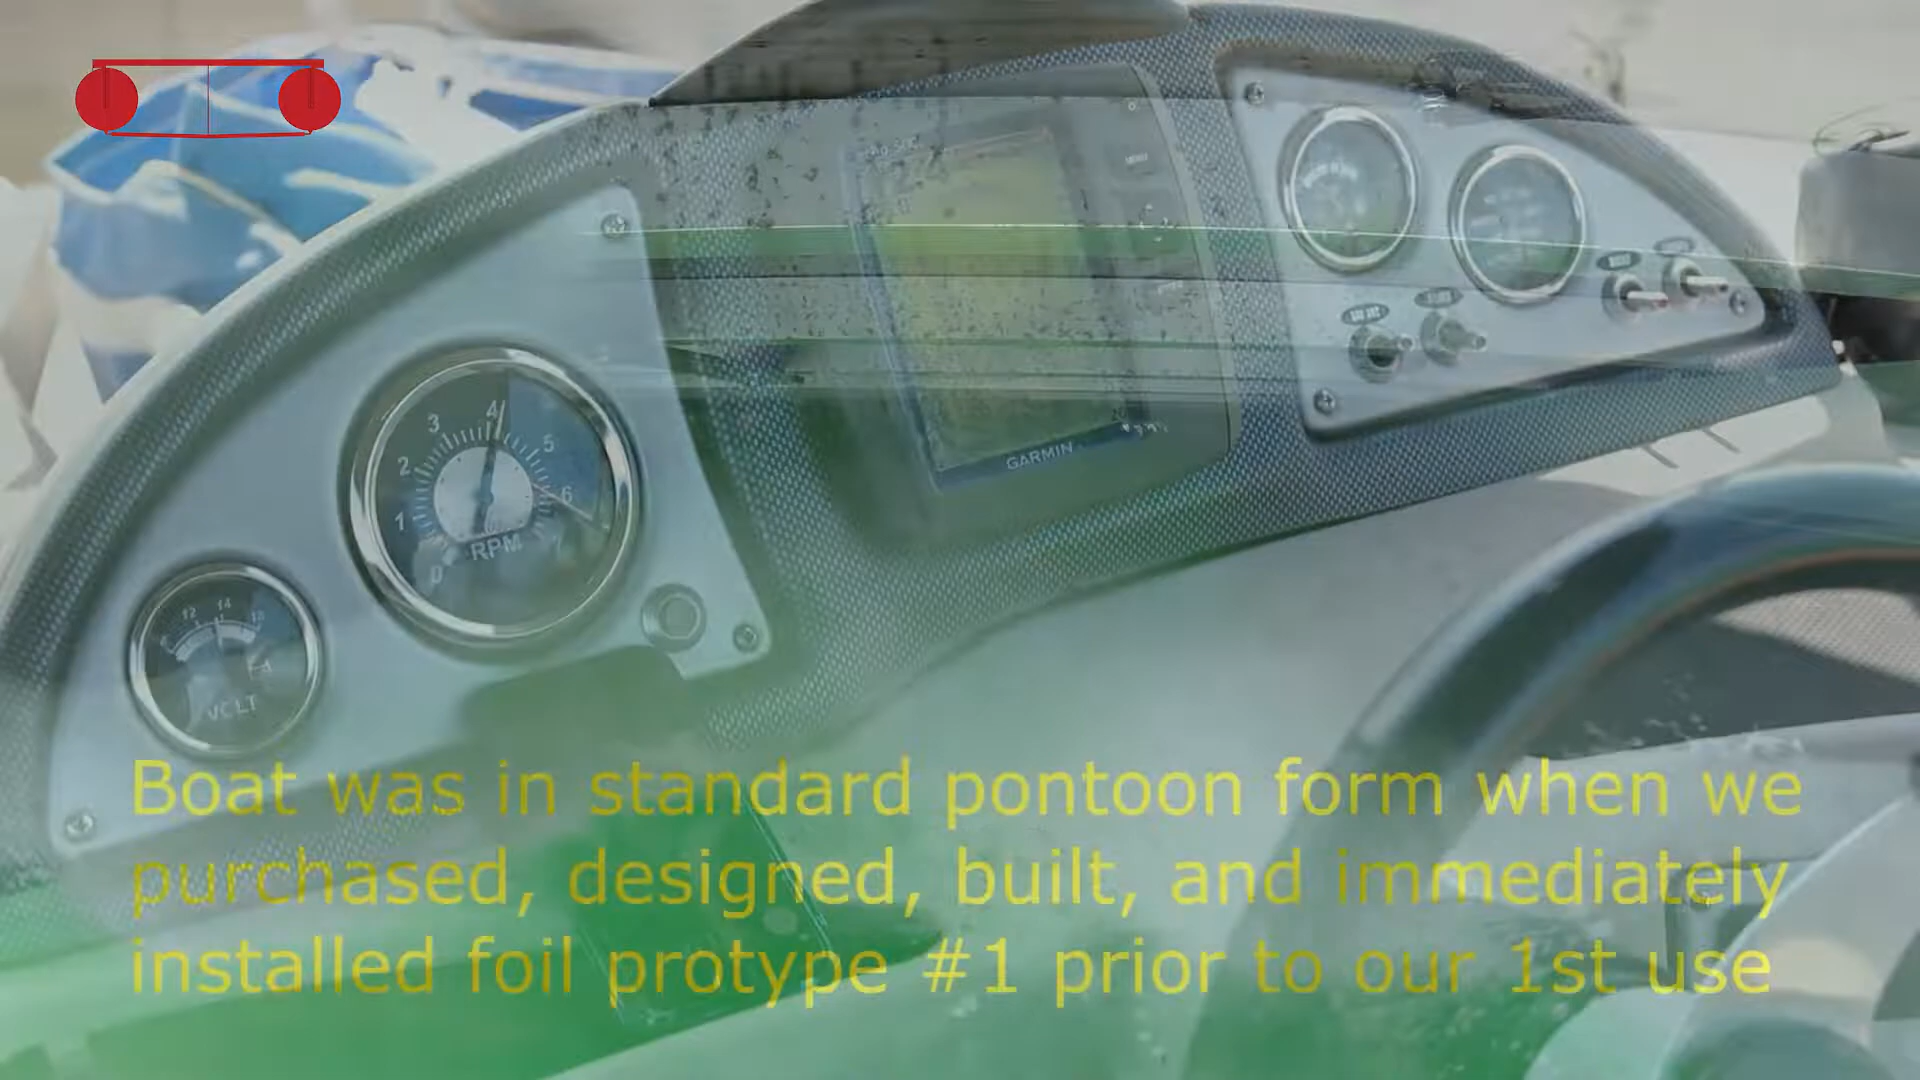 GARMIN
3
4
5
2
6
1
RPM
0
12 14 16
VOLT
Boat was in standard pontoon form when we
purchased, designed, built, and immediately
installed foil protype #1 prior to our 1st use